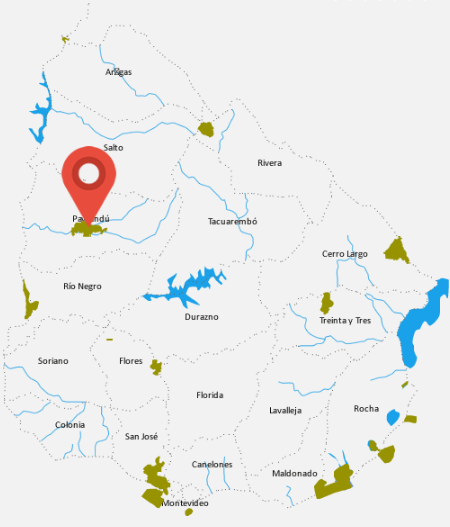 Artigas
Salto
Rivera
Paysandú
Tacuarembó
Cerro Largo
Río Negro
Durazno
Treinta y Tres
Soriano
Flores
Florida
Lavalleja
Rocha
Colonia
San José
Canelones
Maldonado
Montevideo